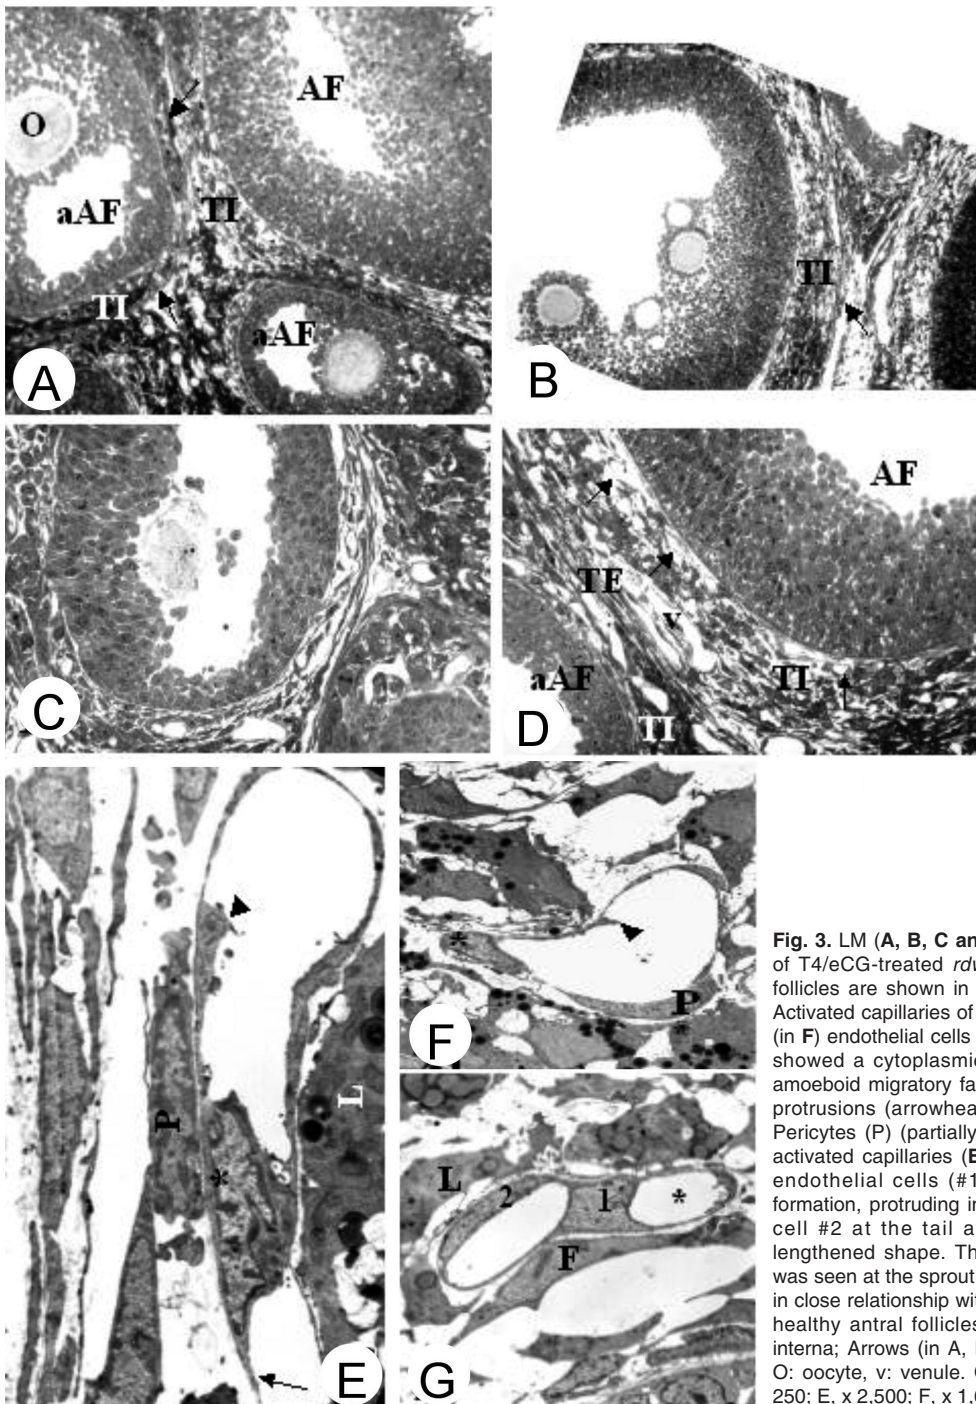 O
AF
aAF
TI
TI
aAF
A
TI
B
C
AF
TE
v
aAF
TI
TI
D
P
*
L
E
*
P
F
L
2
1
*
F
G
Fig. 3. LM (A, B, C an
of T4/eCG-treated rdw
follicles are shown in
Activated capillaries of
(in F) endothelial cells
showed a cytoplasmic
amoeboid migratory fa
protrusions (arrowhea
Pericytes (P) (partially
activated capillaries (E
endothelial cells (#1
formation, protruding in
cell #2 at the tail a
lengthened shape. Th
was seen at the sprout
in close relationship wit
healthy antral follicles
interna; Arrows (in A,
O: oocyte, v: venule.
250; E, x 2,500; F, x 1,